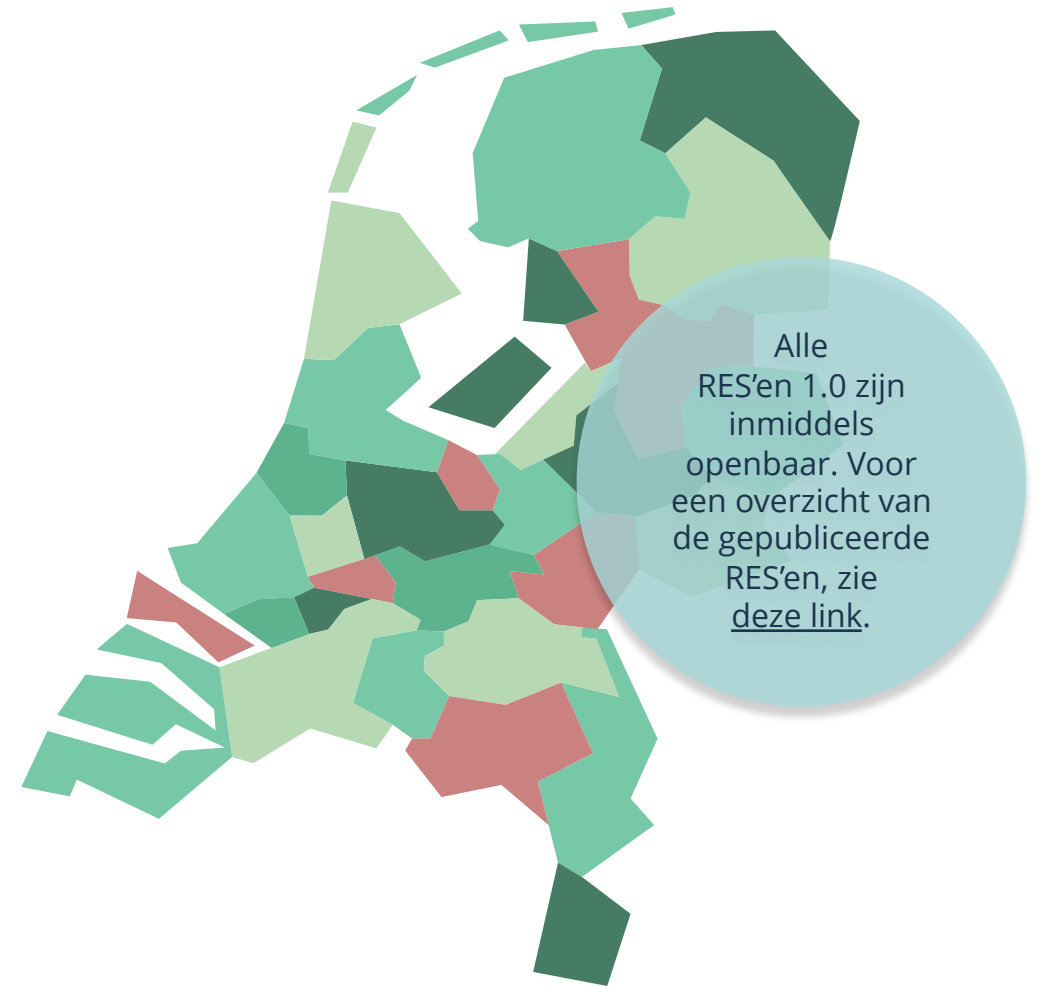 Alle
RES’en 1.0 zijn
inmiddels
openbaar. Voor
een overzicht van
de gepubliceerde
RES’en, zie
deze link.